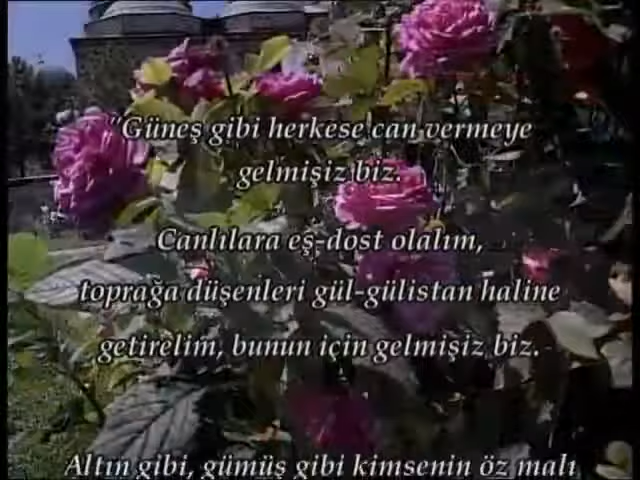 "Güneş gibi herkese can vermeye
gelmişiz biz.
Canlılara eş-dost olalım,
toprağa düşenleri gül-gülistan haline
getirelim, bunun için gelmişiz biz.
Altın gibi, gümüş gibi kimsenin öz malı